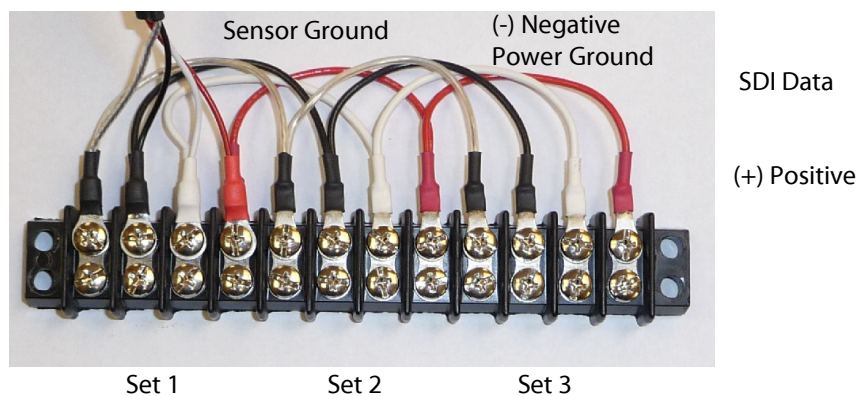 Sensor Ground
(-) Negative
Power Ground
SDI Data
(+) Positive
Set 1
Set 2
Set 3